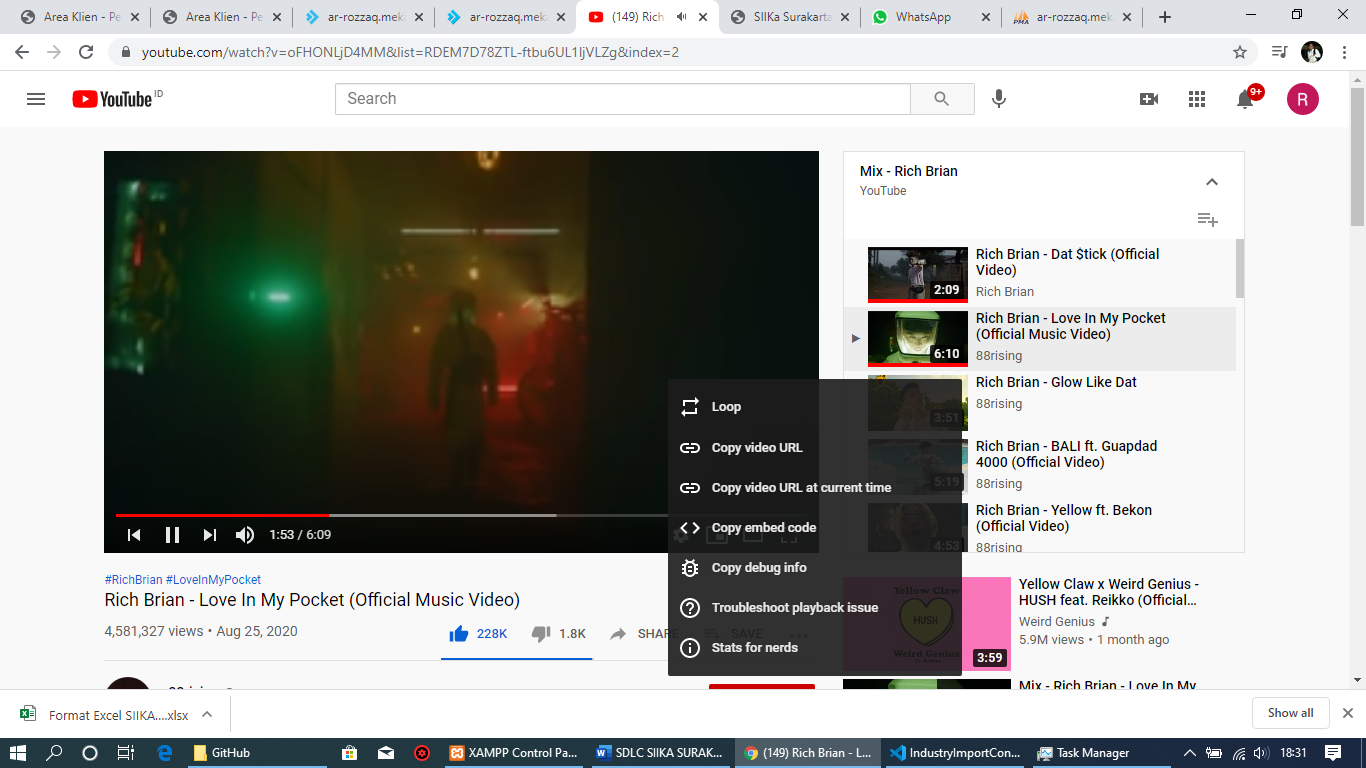 Area Klien - Pe
Area Klien - Pe
ar-rozzaq.meka
ar-rozzaq.meka
(149) Rich
SIIKa Surakarta
WhatsApp
ar-rozzaq.meka
youtube.com/watch?v=oFHONLjD4MM&list=RDEM7D78ZTL-ftbu6UL1IjVLZg&index=2
YouTube ID
Search
9+
R
Mix - Rich Brian
YouTube
Rich Brian - Dat $tick (Official
Video)
Rich Brian
2:09
Rich Brian - Love In My Pocket
(Official Music Video)
88rising
6:10
Rich Brian - Glow Like Dat
88rising
3:51
Rich Brian - BALI ft. Guapdad
4000 (Official Video)
88rising
5:19
Rich Brian - Yellow ft. Bekon
(Official Video)
88rising
4:53
Loop
Copy video URL
Copy video URL at current time
Copy embed code
Copy debug info
Troubleshoot playback issue
Stats for nerds
1:53 / 6:09
#RichBrian #LoveInMyPocket
Rich Brian - Love In My Pocket (Official Music Video)
4,581,327 views • Aug 25, 2020
228K
1.8K
SHARE
SAVE
Yellow Claw
HUSH
Weird Genius
3:59
Yellow Claw x Weird Genius -
HUSH feat. Reikko (Official...
Weird Genius
5.9M views • 1 month ago
Mix - Rich Brian - Love In My
Format Excel SIIKA....xlsx
Show all
GitHub
XAMPP Control Pa...
SDLC SIIKA SURAK...
(149) Rich Brian - L...
IndustryImportCon...
Task Manager
18:31